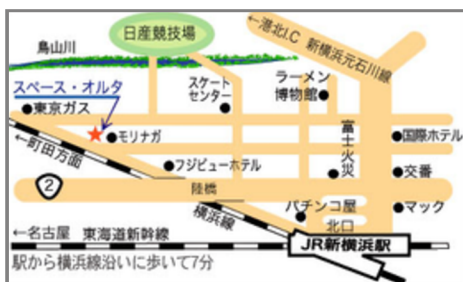 日産競技場
←港北I.C 新横浜元石川線
鳥山川
スペース・オルタ
スケート
センター
ラーメン
博物館
東京ガス
モリナガ
国際ホテル
富士火災
←町田方面
フジビューホテル
交番
2
陸橋
横浜線
パチンコ屋
マック
北口
←名古屋 東海道新幹線
JR新横浜駅
駅から横浜線沿いに歩いて7分